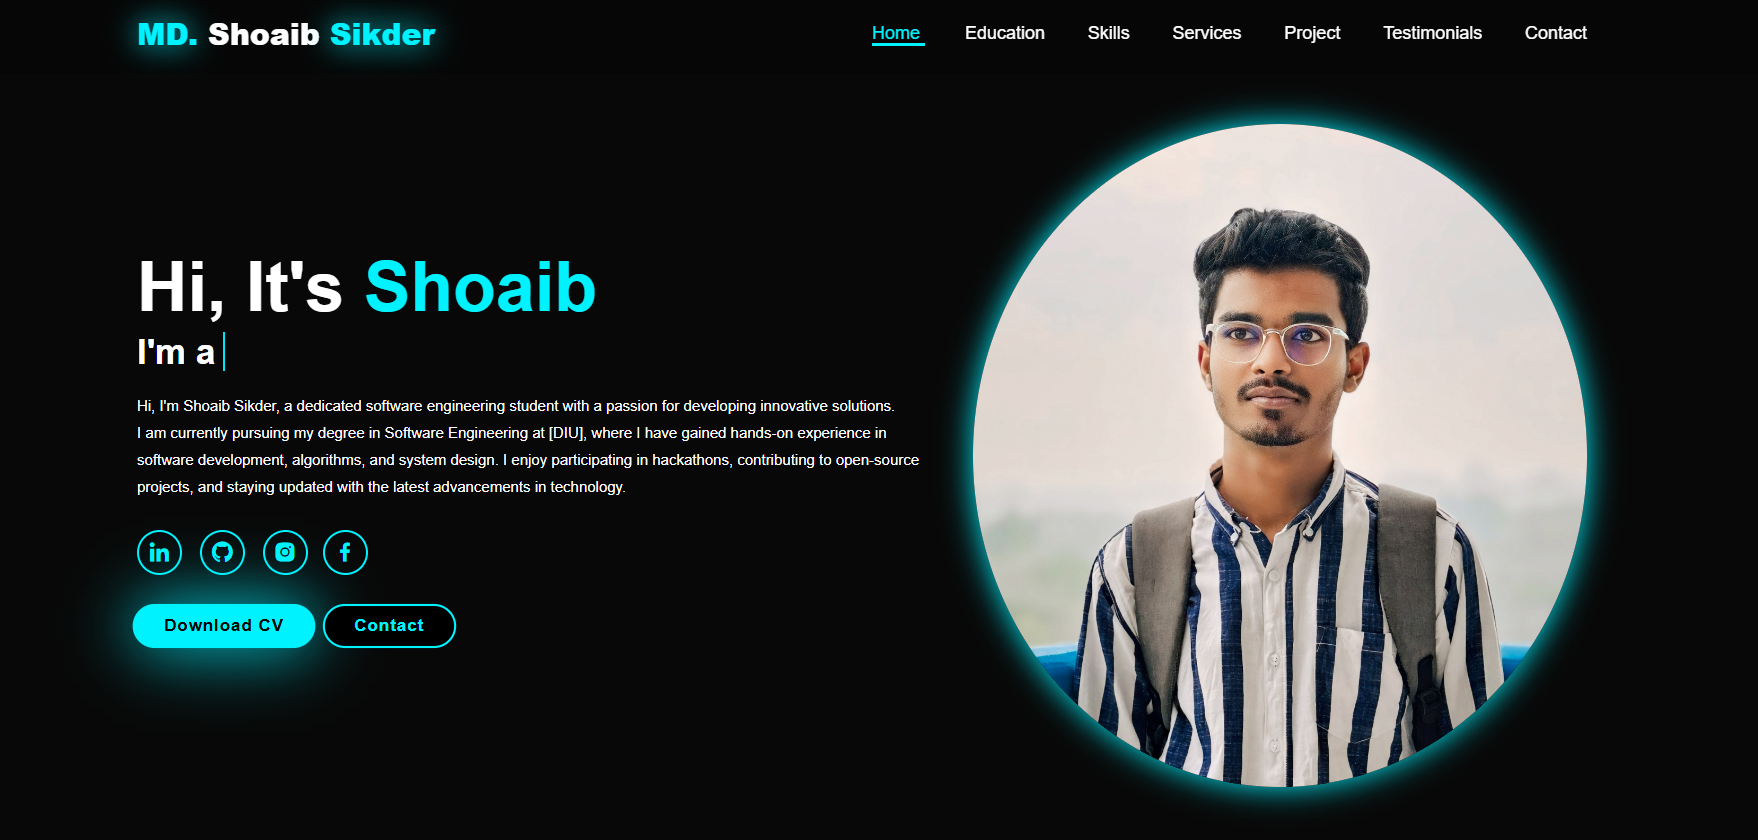 MD. Shoaib Sikder
Home Education Skills Services Project Testimonials Contact
Hi, It's Shoaib
I'm a
Hi, I'm Shoaib Sikder, a dedicated software engineering student with a passion for developing innovative solutions.
I am currently pursuing my degree in Software Engineering at [DIU], where I have gained hands-on experience in
software development, algorithms, and system design. I enjoy participating in hackathons, contributing to open-source
projects, and staying updated with the latest advancements in technology.
Download CV Contact